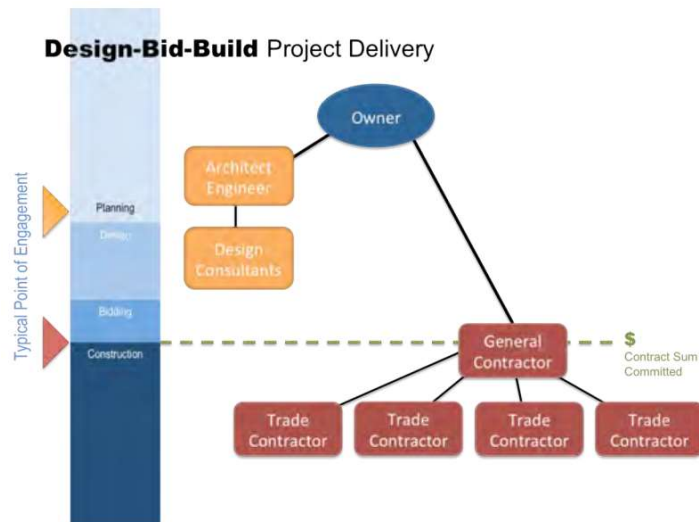 Design-Bid-Build Project Delivery
Owner
Architect
Engineer
Design
Consultants
Typical Point of Engagement
Planning
Design
Bidding
Construction
General
Contractor
$
Contract Sum
Committed
Trade
Contractor
Trade
Contractor
Trade
Contractor
Trade
Contractor